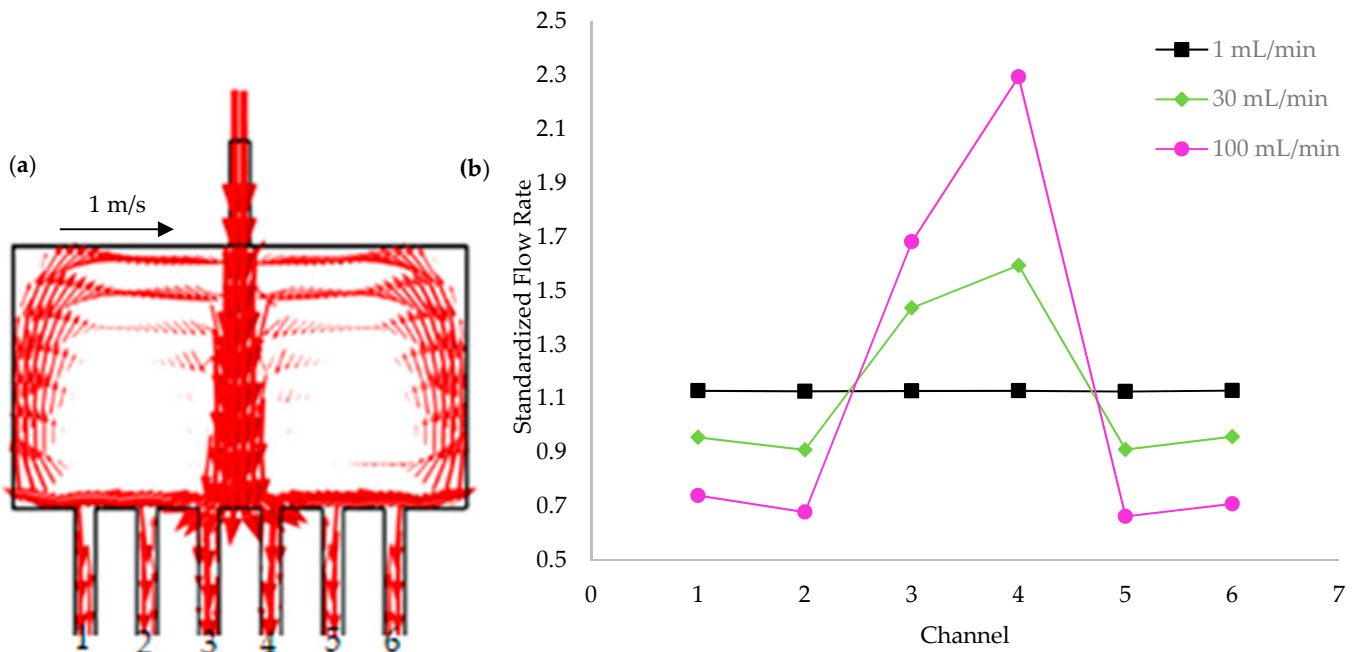 (a)
1 m/s
1 2 3 4 5 6
(b)
Standardized Flow Rate
2.5
2.3
2.1
1.9
1.7
1.5
1.3
1.1
0.9
0.7
0.5
0 1 2 3 4 5 6 7
Channel
1 mL/min
30 mL/min
100 mL/min